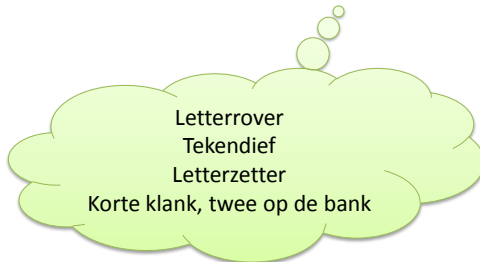 Letterrover
Tekendief
Letterzetter
Korte klank, twee op de bank